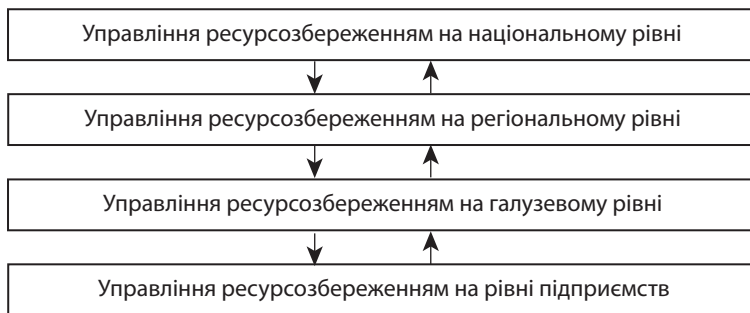 Управління ресурсозбереженням на національному рівні
Управління ресурсозбереженням на регіональному рівні
Управління ресурсозбереженням на галузевому рівні
Управління ресурсозбереженням на рівні підприємств